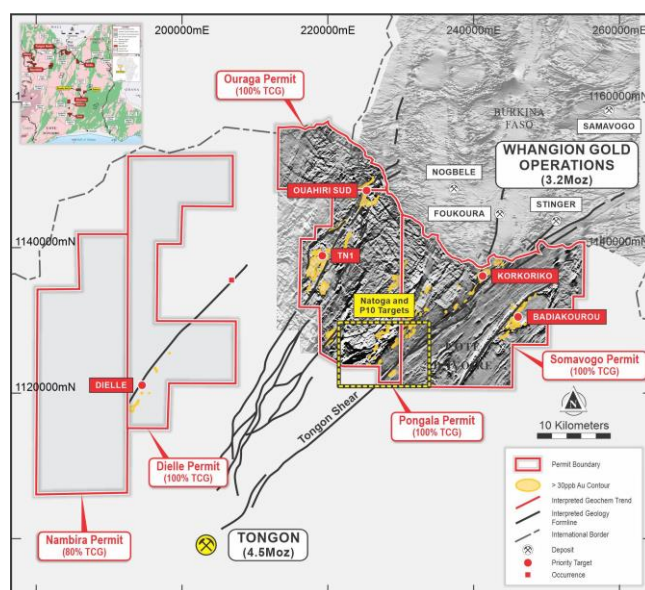 200000mE
220000mE
240000mE
260000mE
Ouraga Permit
(100% TCG)
1160000mN
BURKINA
FASO
SAMAVOGO
WHANGION GOLD
OPERATIONS
(3.2Moz)
NOGBELE
OUAHIRI SUD
FOUKOURA
STINGER
1140000mN
1140000mN
TN1
KORKORIKO
Natoga and
P10 Targets
BADIAKOUROU
CÔTE
D'IVOIRE
DIELLE
1120000mN
Somavogo Permit
(100% TCG)
Tongon Shear
Pongala Permit
(100% TCG)
10 Kilometers
Dielle Permit
(100% TCG)
Nambira Permit
(80% TCG)
TONGON
(4.5Moz)
Permit Boundary
> 30ppb Au Contour
Interpreted Geochem Trend
Interpreted Geology
Formline
International Border
Deposit
Priority Target
Occurrence